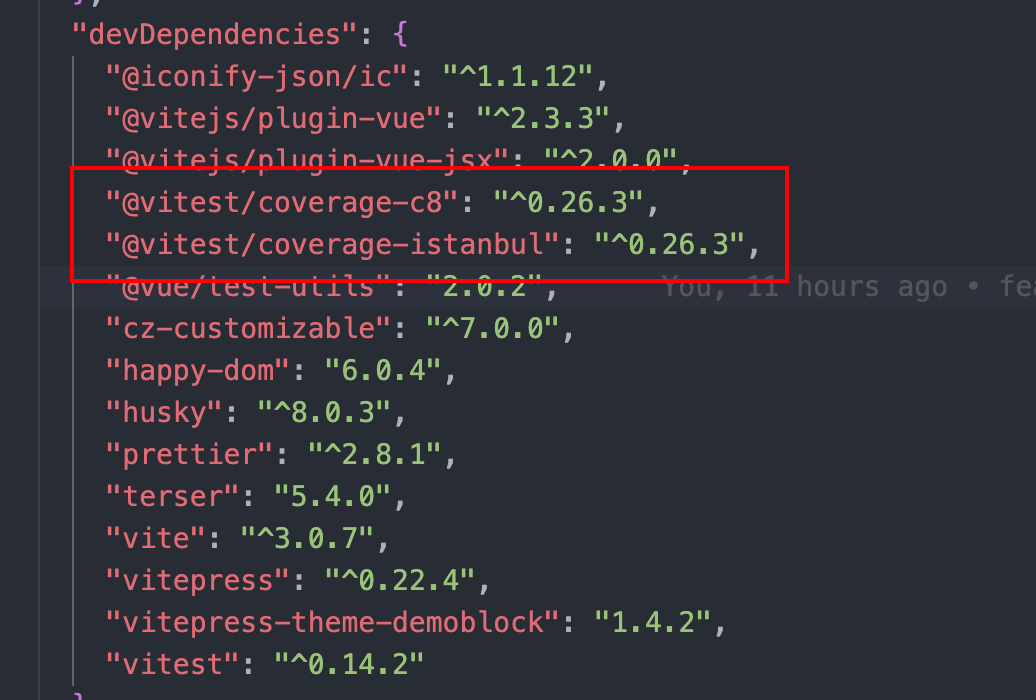 "devDependencies": {
"@iconify-json/ic": "^1.1.12",
"@vitejs/plugin-vue": "^2.3.3",
"@vitejs/plugin-vue-jsx": "^2.0.0",
"@vitest/coverage-c8": "^0.26.3",
"@vitest/coverage-istanbul": "^0.26.3",
"@vue/test-utils": "2.0.2", You, 11 hours ago • fea
"cz-customizable": "^7.0.0",
"happy-dom": "6.0.4",
"husky": "^8.0.3",
"prettier": "^2.8.1",
"terser": "5.4.0",
"vite": "^3.0.7",
"vitepress": "^0.22.4",
"vitepress-theme-demoblock": "1.4.2",
"vitest": "^0.14.2"